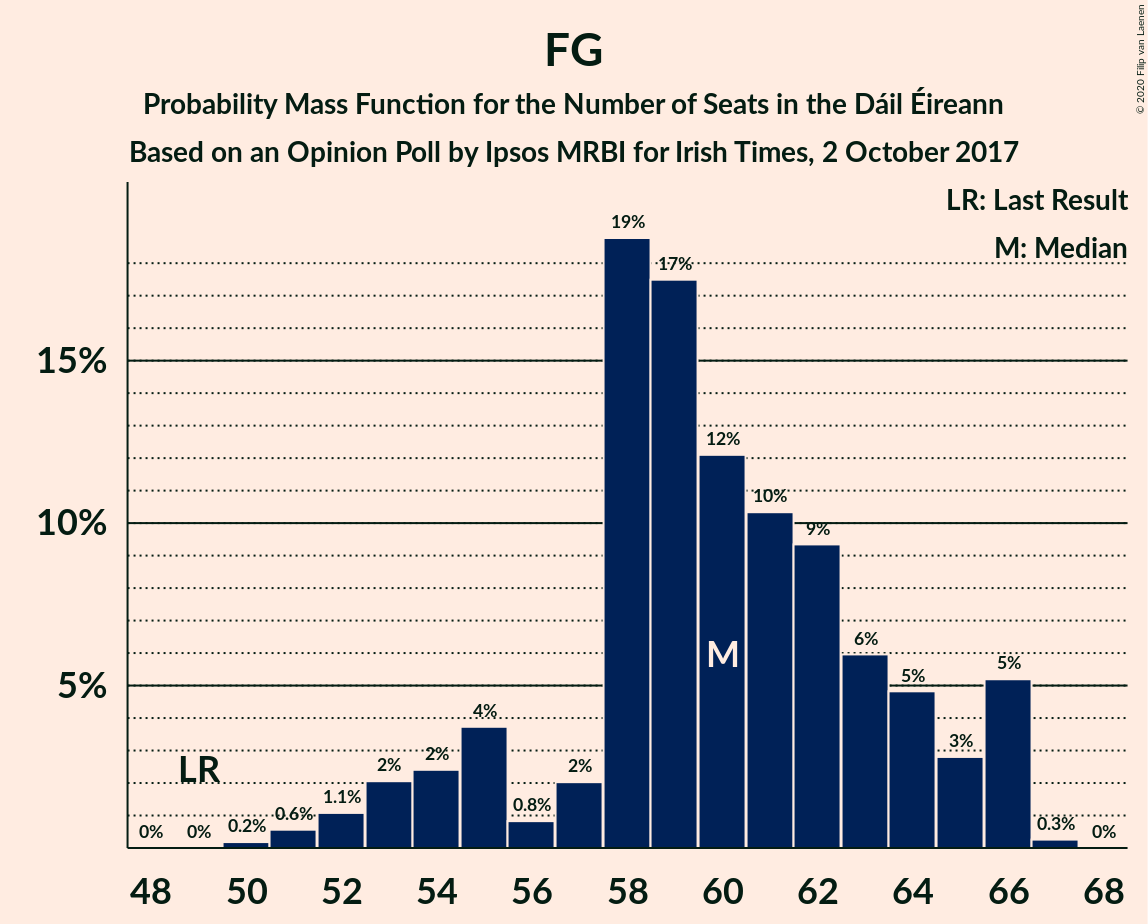 FG
Probability Mass Function for the Number of Seats in the Dáil Éireann
Based on an Opinion Poll by Ipsos MRBI for Irish Times, 2 October 2017
© 2020 Filip van Laenen
LR: Last Result
M: Median
15%
10%
5%
0%
0%
0.2%
0.6%
1.1%
2%
2%
4%
0.8%
2%
19%
17%
12%
10%
9%
6%
5%
3%
5%
0.3%
0%
LR
M
48 50 52 54 56 58 60 62 64 66 68